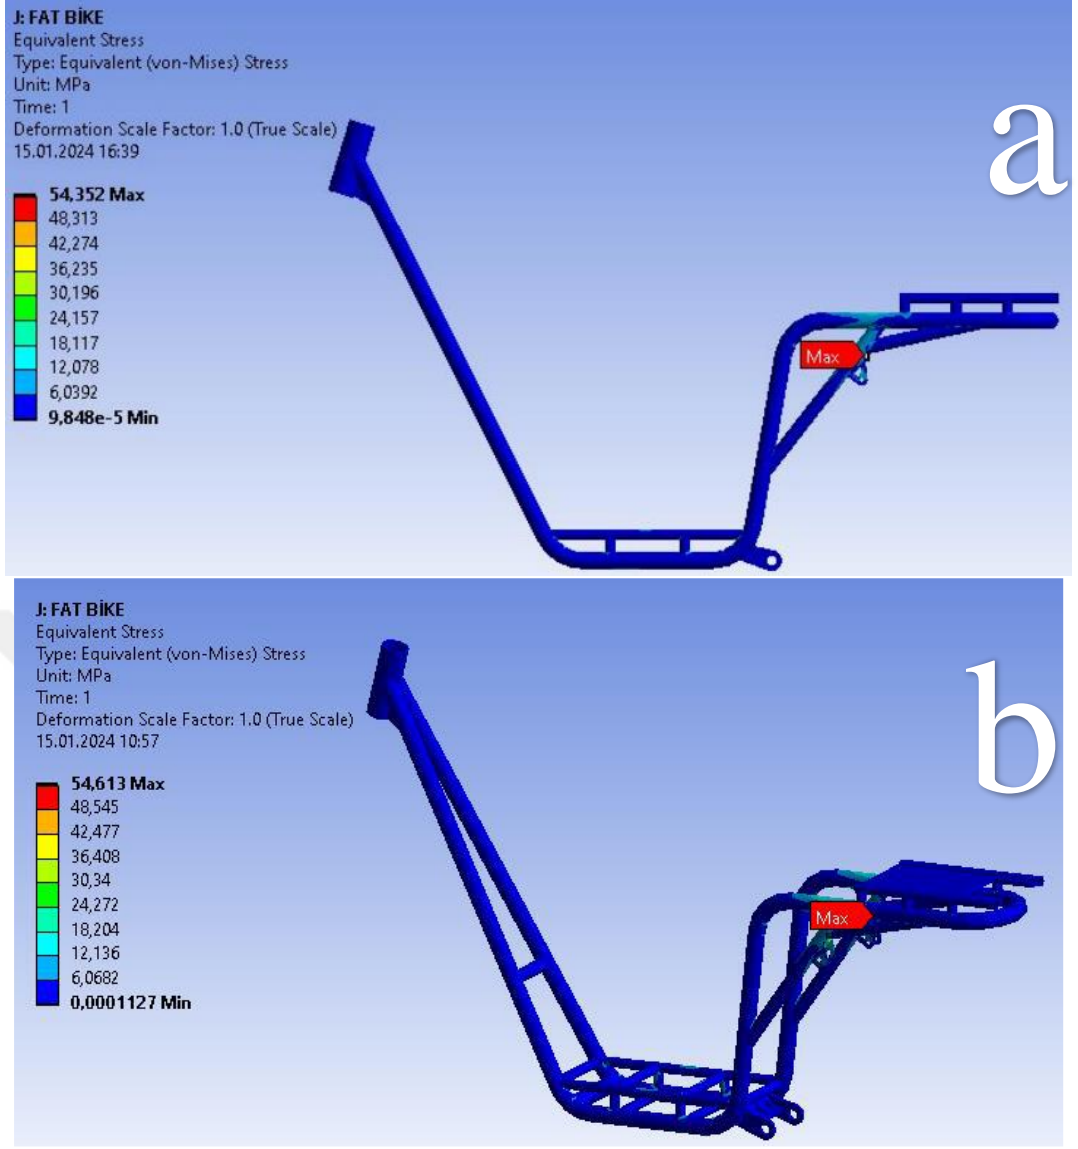 J: FAT BİKE
Equivalent Stress
Type: Equivalent (von-Mises) Stress
Unit: MPa
Time: 1
Deformation Scale Factor: 1.0 (True Scale)
15.01.2024 16:39
a
54,352 Max
48,313
42,274
36,235
30,196
24,157
18,117
12,078
6,0392
9,848e-5 Min
Max
J: FAT BİKE
Equivalent Stress
Type: Equivalent (von-Mises) Stress
Unit: MPa
Time: 1
Deformation Scale Factor: 1.0 (True Scale)
15.01.2024 10:57
b
54,613 Max
48,545
42,477
36,408
30,34
24,272
18,204
12,136
6,0682
0,0001127 Min
Max